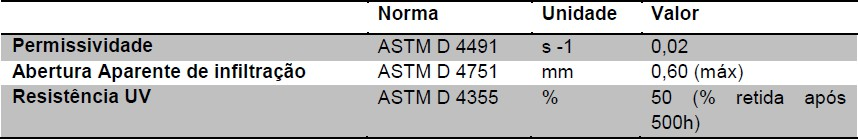 Norma Unidade Valor
Permissividade ASTM D 4491 s -1 0,02
Abertura Aparente de infiltração ASTM D 4751 mm 0,60 (máx)
Resistência UV ASTM D 4355 % 50 (% retida após
500h)